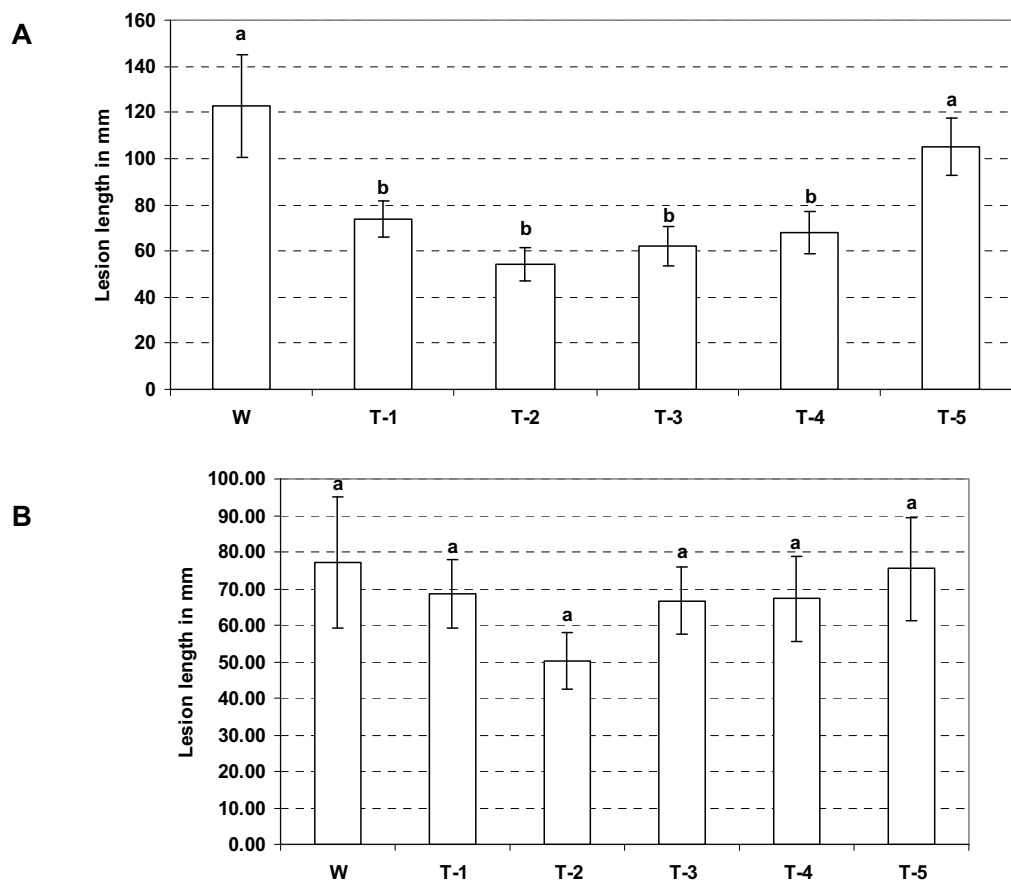 A
Lesion length in mm
160
140
120
100
80
60
40
20
0
a
b
b
b
b
a
W T-1 T-2 T-3 T-4 T-5
B
Lesion length in mm
100.00
90.00
80.00
70.00
60.00
50.00
40.00
30.00
20.00
10.00
0.00
a
a
a
a
a
a
W T-1 T-2 T-3 T-4 T-5